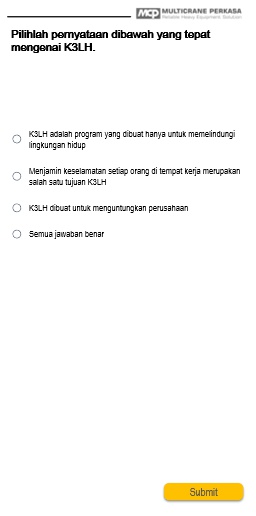 MCP MULTICRANE PERKASA
Reliable Heavy Equipment Solution
Pilihlah pernyataan dibawah yang tepat
mengenai K3LH.
K3LH adalah program yang dibuat hanya untuk memelindungi
lingkungan hidup
Menjamin keselamatan setiap orang di tempat kerja merupakan
salah satu tujuan K3LH
K3LH dibuat untuk menguntungkan perusahaan
Semua jawaban benar
Submit